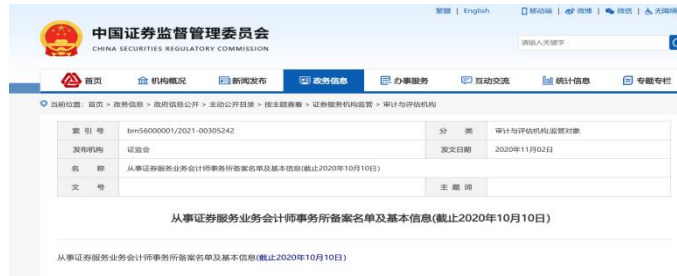 繁體 | English 移动端 | 微博 | 微信 | 无障碍
中国证券监督管理委员会
CHINA SECURITIES REGULATORY COMMISSION
请输入关键字
首页 机构概况 新闻发布 政务信息 办事服务 互动交流 统计信息 专题专栏
当前位置: 首页 > 政务信息 > 政府信息公开 > 主动公开目录 > 按主题查看 > 证券服务机构监管 > 审计与评估机构
索 引 号 bm56000001/2021-00305242 分 类 审计与评估机构;监管对象
发布机构 证监会 发文日期 2020年11月02日
名 称 从事证券服务业务会计师事务所备案名单及基本信息(截止2020年10月10日)
文 号 主 题 词
从事证券服务业务会计师事务所备案名单及基本信息(截止2020年10月10日)
从事证券服务业务会计师事务所备案名单及基本信息(截止2020年10月10日)